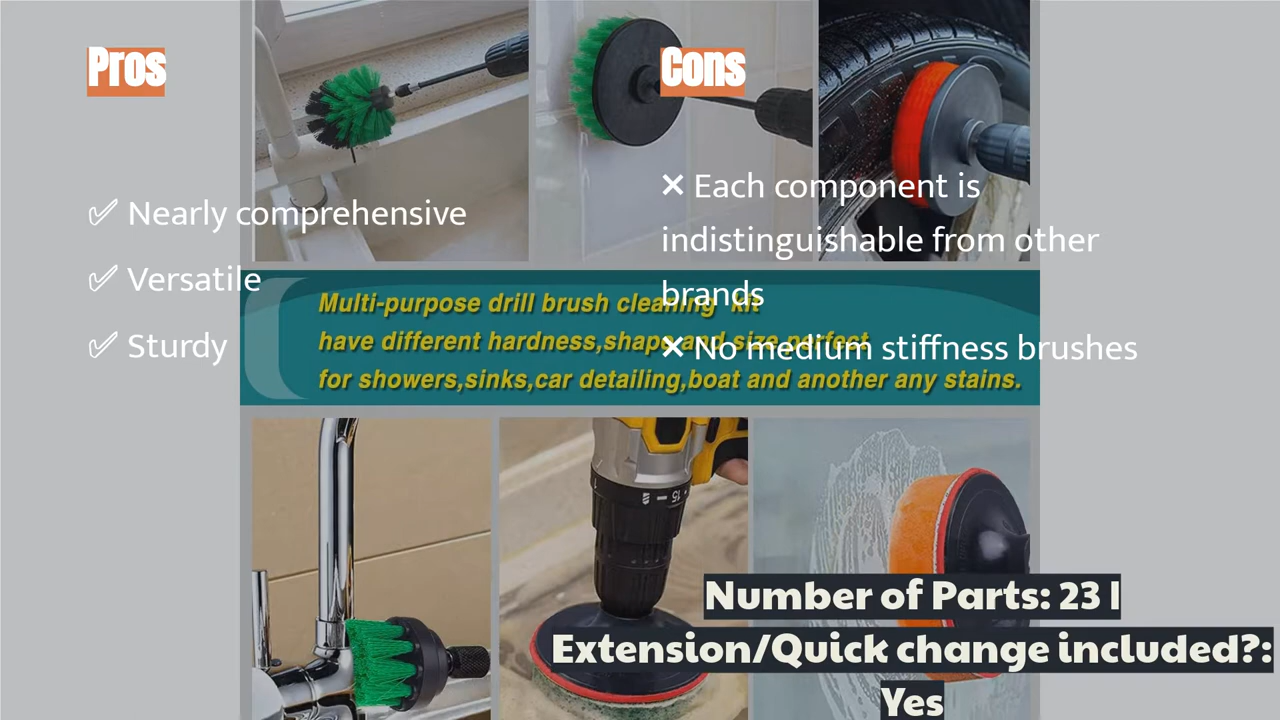 Pros
✅ Nearly comprehensive
✅ Versatile
✅ Sturdy
Cons
❌ Each component is
indistinguishable from other
brands
❌ No medium stiffness brushes
Multi-purpose drill brush cleaning kit
have different hardness,shape and size,perfect
for showers,sinks,car detailing,boat and another any stains.
15
Number of Parts: 23 |
Extension/Quick change included?:
Yes